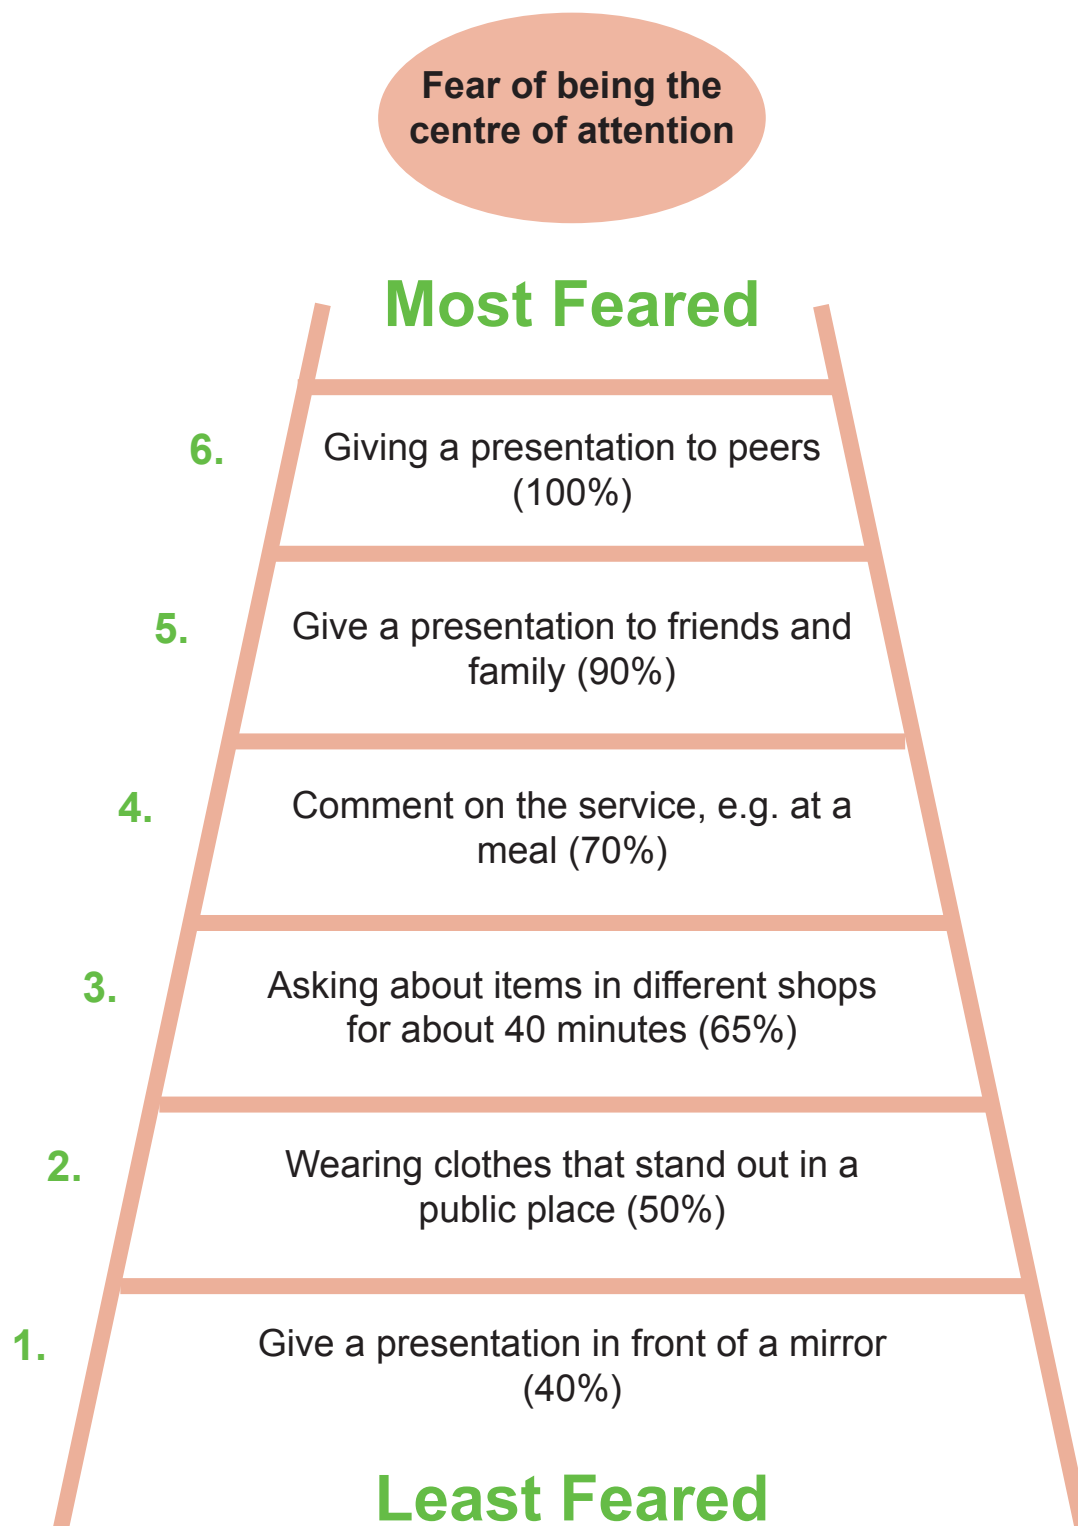 Fear of being the
centre of attention
Most Feared
6.
Giving a presentation to peers
(100%)
5.
Give a presentation to friends and
family (90%)
4.
Comment on the service, e.g. at a
meal (70%)
3.
Asking about items in different shops
for about 40 minutes (65%)
2.
Wearing clothes that stand out in a
public place (50%)
1.
Give a presentation in front of a mirror
(40%)
Least Feared